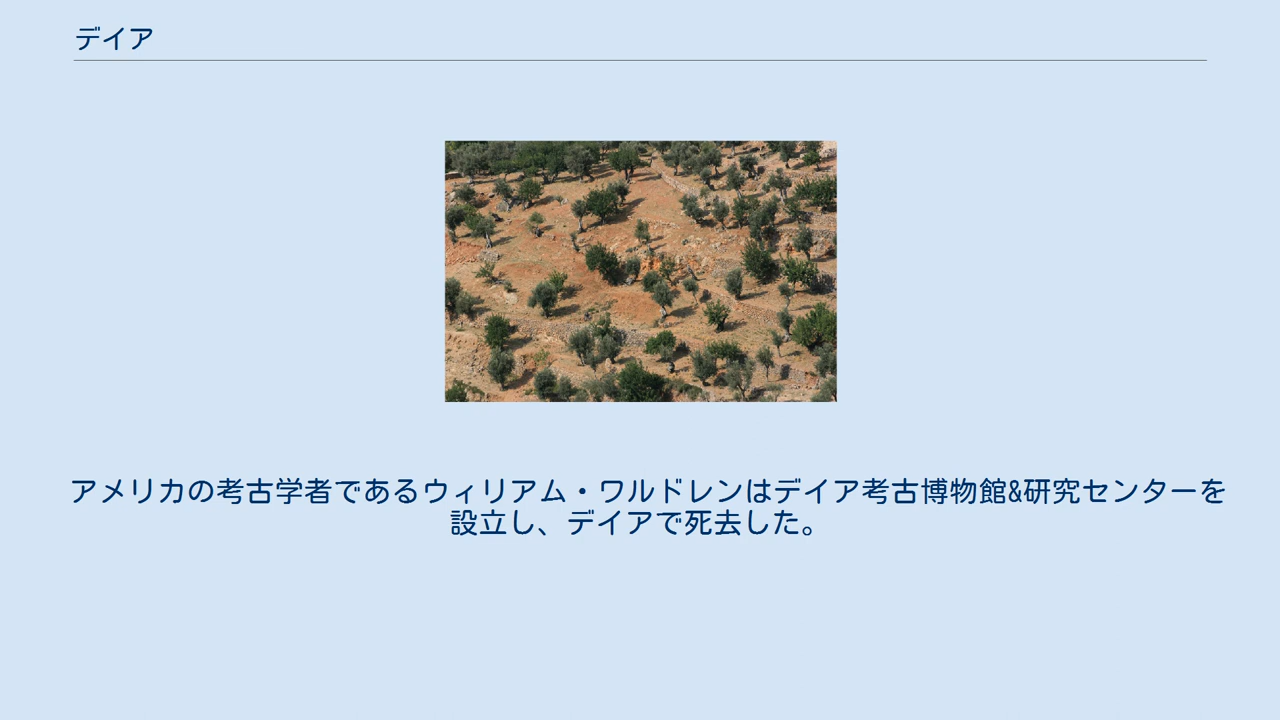 デイア
アメリカの考古学者であるウィリアム・ワルドレンはデイア考古博物館&研究センターを
設立し、デイアで死去した。